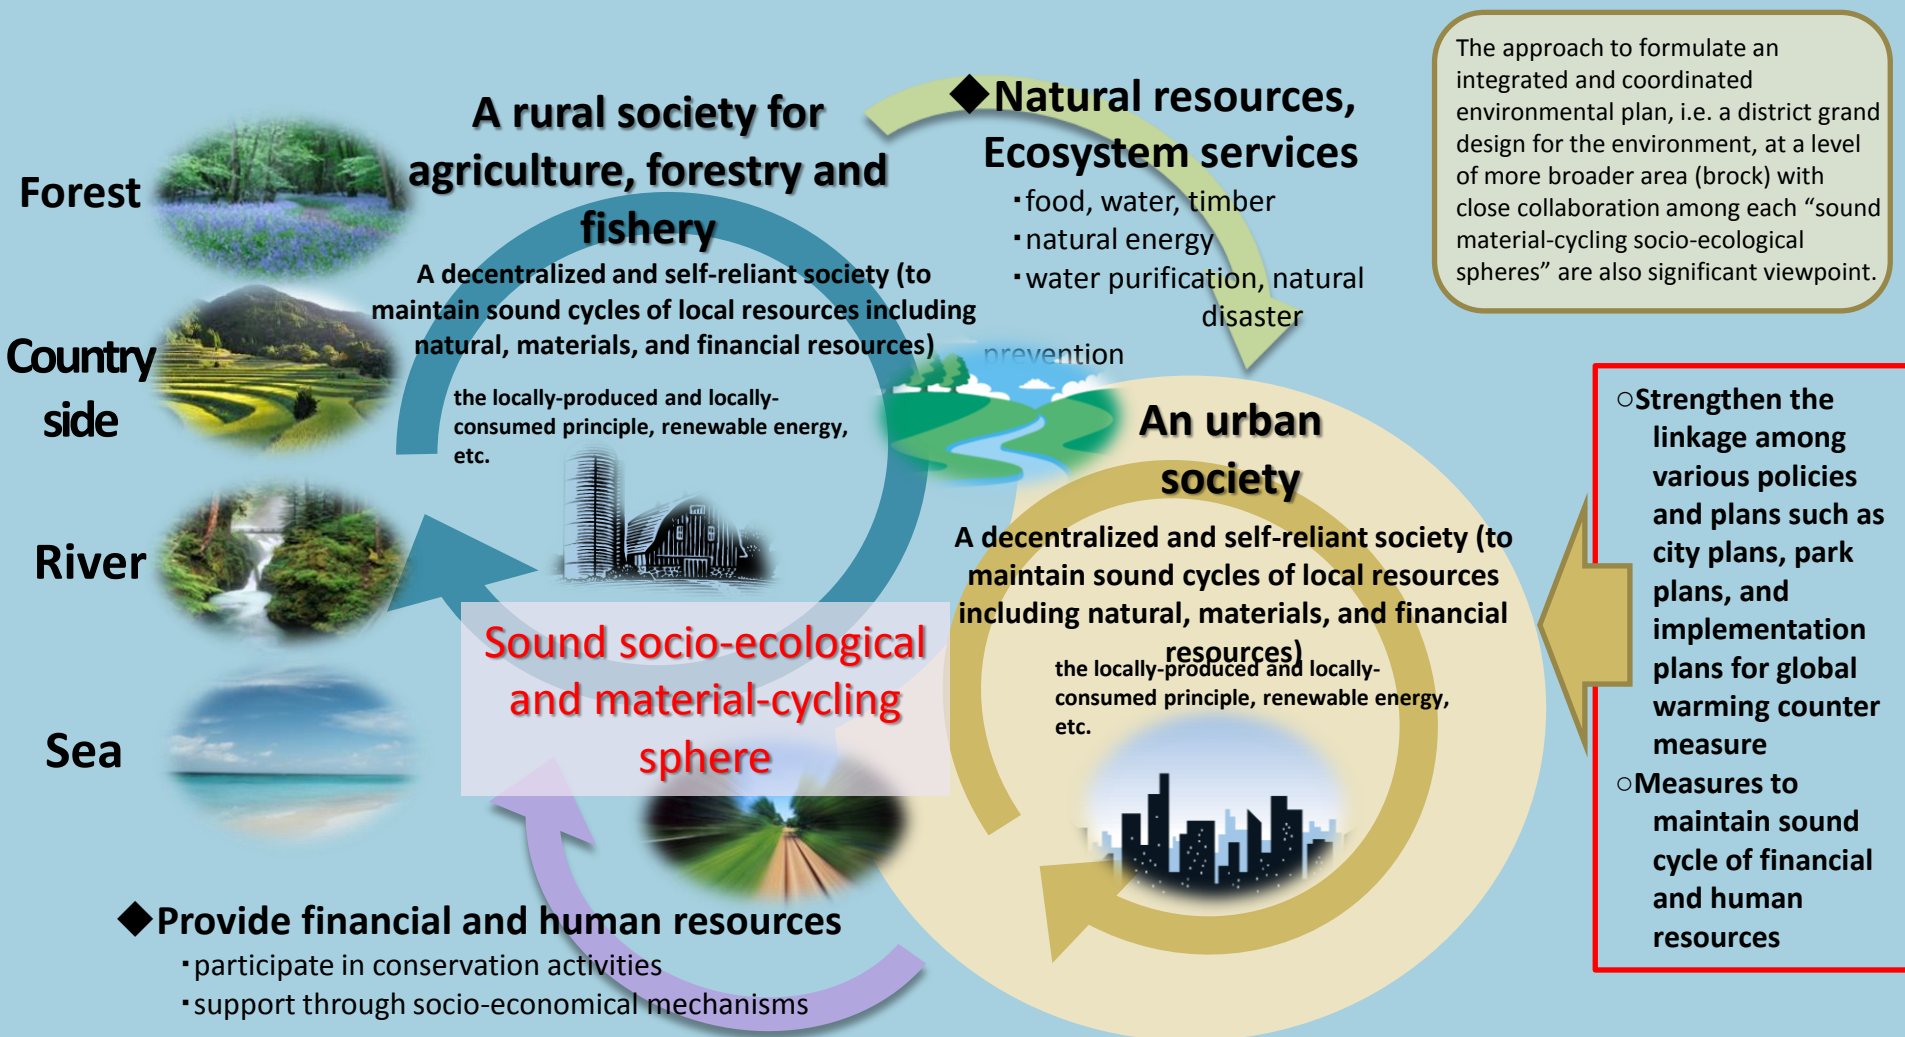 Forest
Country
side
River
Sea
A rural society for
agriculture, forestry and
fishery
A decentralized and self-reliant society (to
maintain sound cycles of local resources including
natural, materials, and financial resources)
the locally-produced and locally-
consumed principle, renewable energy,
etc.
◆Natural resources,
Ecosystem services
・food, water, timber
・natural energy
・water purification, natural
disaster
prevention
The approach to formulate an
integrated and coordinated
environmental plan, i.e. a district grand
design for the environment, at a level
of more broader area (brock) with
close collaboration among each “sound
material-cycling socio-ecological
spheres” are also significant viewpoint.
An urban
society
A decentralized and self-reliant society (to
maintain sound cycles of local resources
including natural, materials, and financial
resources)
the locally-produced and locally-
consumed principle, renewable energy,
etc.
Sound socio-ecological
and material-cycling
sphere
◆Provide financial and human resources
・participate in conservation activities
・support through socio-economical mechanisms
○Strengthen the
linkage among
various policies
and plans such as
city plans, park
plans, and
implementation
plans for global
warming counter
measure
○Measures to
maintain sound
cycle of financial
and human
resources